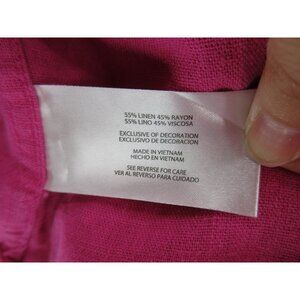 55% LINEN 45% RAYON
55% LINO 45% VISCOSA
EXCLUSIVE OF DECORATION
EXCLUSIVO DE DECORACION
MADE IN VIETNAM
HECHO EN VIETNAM
SEE REVERSE FOR CARE
VER AL REVERSO PARA CUIDADO